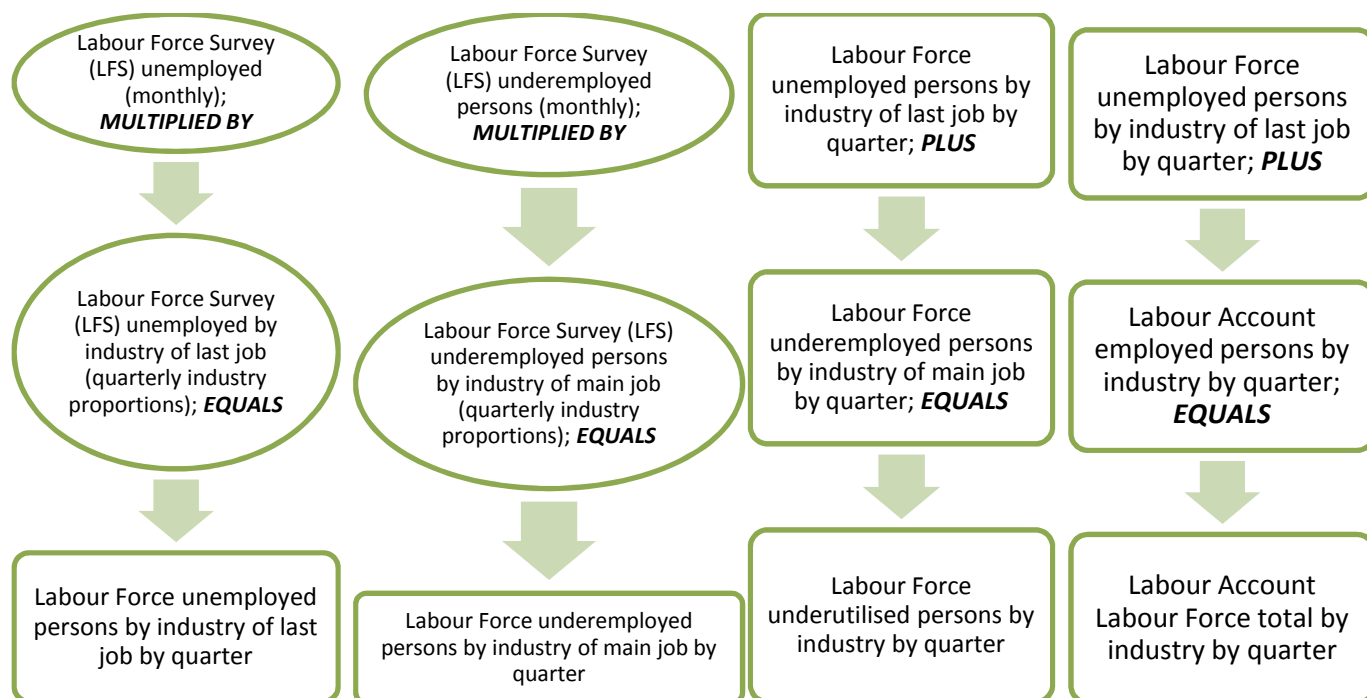 Labour Force Survey
(LFS) unemployed
(monthly);
MULTIPLIED BY
Labour Force Survey
(LFS) unemployed by
industry of last job
(quarterly industry
proportions); EQUALS
Labour Force unemployed
persons by industry of last
job by quarter
Labour Force Survey
(LFS) underemployed
persons (monthly);
MULTIPLIED BY
Labour Force Survey (LFS)
underemployed persons
by industry of main job
(quarterly industry
proportions); EQUALS
Labour Force underemployed
persons by industry of main job by
quarter
Labour Force
unemployed persons by
industry of last job by
quarter; PLUS
Labour Force
underemployed persons
by industry of main job
by quarter; EQUALS
Labour Force
underutilised persons by
industry by quarter
Labour Force
unemployed persons
by industry of last job
by quarter; PLUS
Labour Account
employed persons by
industry by quarter;
EQUALS
Labour Account
Labour Force total by
industry by quarter